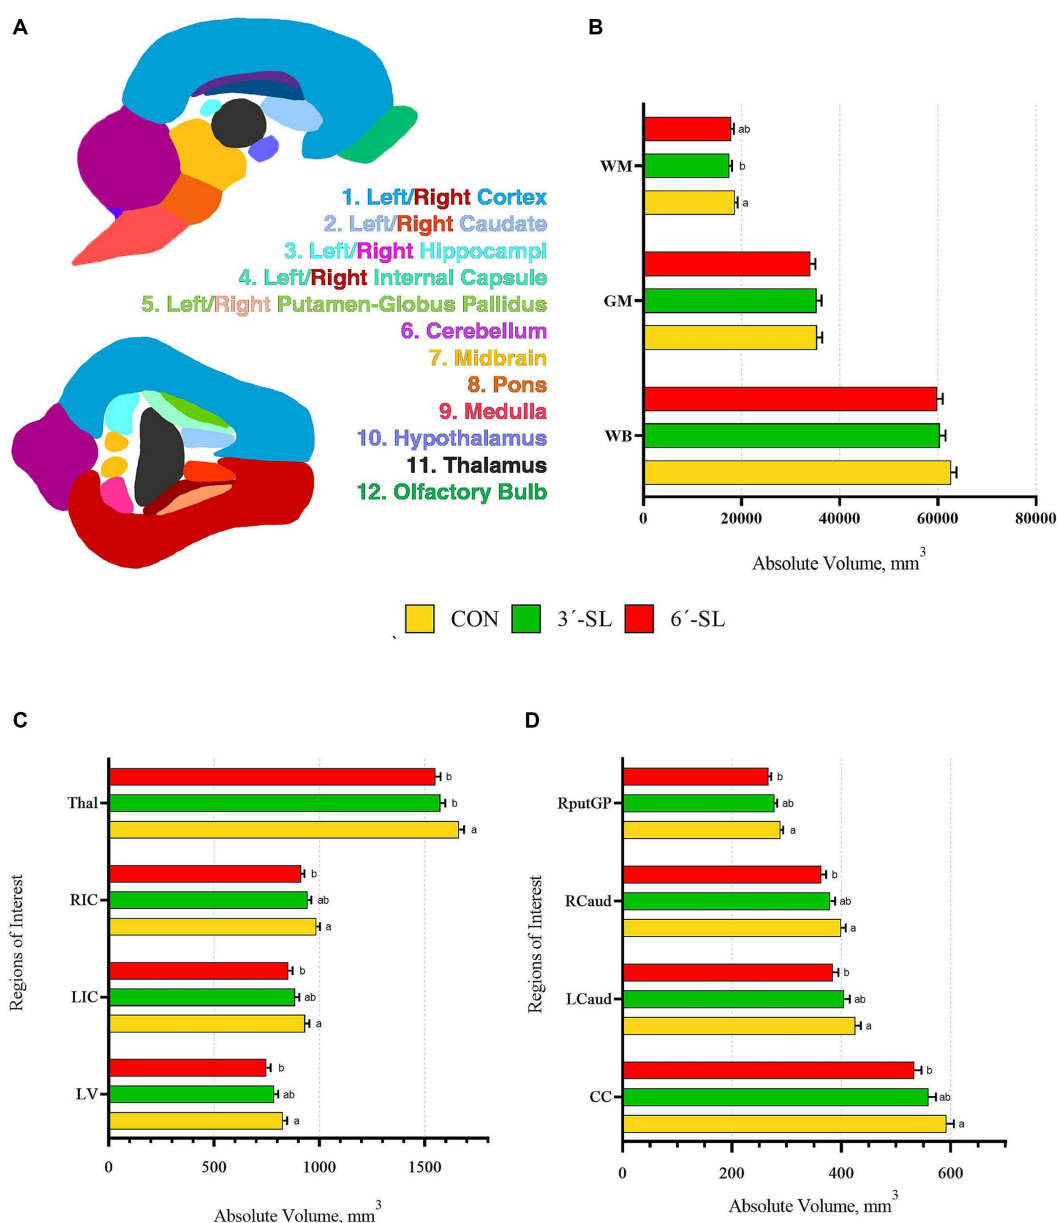 A
1. Left/Right Cortex
2. Left/Right Caudate
3. Left/Right Hippocampi
4. Left/Right Internal Capsule
5. Left/Right Putamen-Globus Pallidus
6. Cerebellum
7. Midbrain
8. Pons
9. Medulla
10. Hypothalamus
11. Thalamus
12. Olfactory Bulb
B
ab
WM
b
a
GM
WB
0 20000 40000 60000 80000
Absolute Volume, mm³
CON 3´-SL 6´-SL
C
Regions of Interest
b
Thal
b
a
b
RIC
ab
a
b
LIC
ab
a
b
LV
ab
a
0 500 1000 1500
Absolute Volume, mm³
D
Regions of Interest
b
RputGP
ab
a
b
RCaud
ab
a
b
LCaud
ab
a
b
CC
ab
a
0 200 400 600
Absolute Volume, mm³